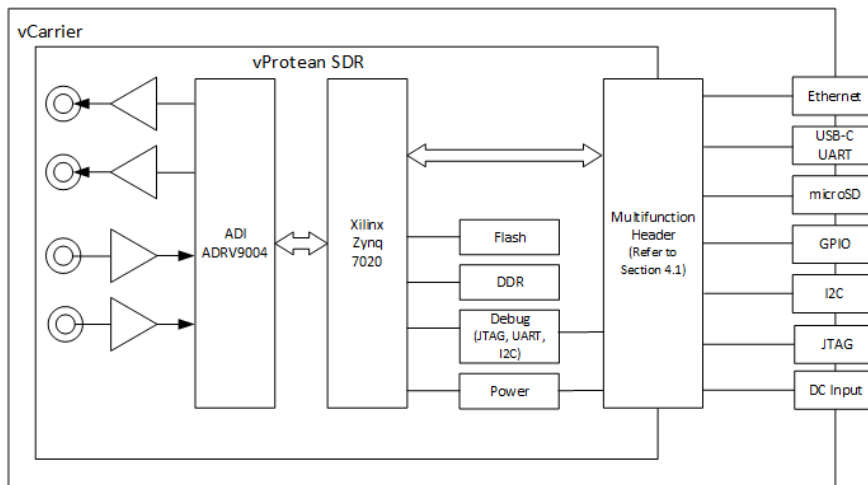 vCarrier
vProtean SDR
ADI
ADRV9004
Xilinx
Zynq
7020
Flash
DDR
Debug
(JTAG, UART,
I2C)
Power
Multifunction
Header
(Refer to
Section 4.1)
Ethernet
USB-C
UART
microSD
GPIO
I2C
JTAG
DC Input